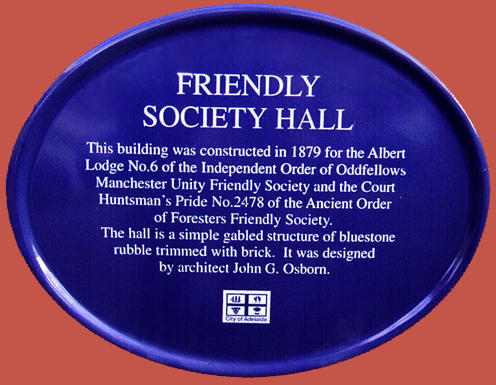 FRIENDLY
SOCIETY HALL
This building was constructed in 1879 for the Albert
Lodge No.6 of the Independent Order of Oddfellows
Manchester Unity Friendly Society and the Court
Huntsman's Pride No.2478 of the Ancient Order
of Foresters Friendly Society.
The hall is a simple gabled structure of bluestone
rubble trimmed with brick. It was designed
by architect John G. Osborn.
City of Adelaide